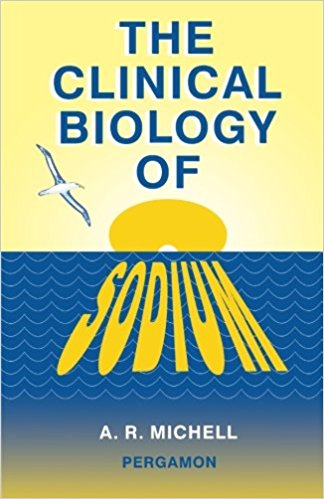 THE
CLINICAL
BIOLOGY OF
SODIUM
A. R. MICHELL
PERGAMON